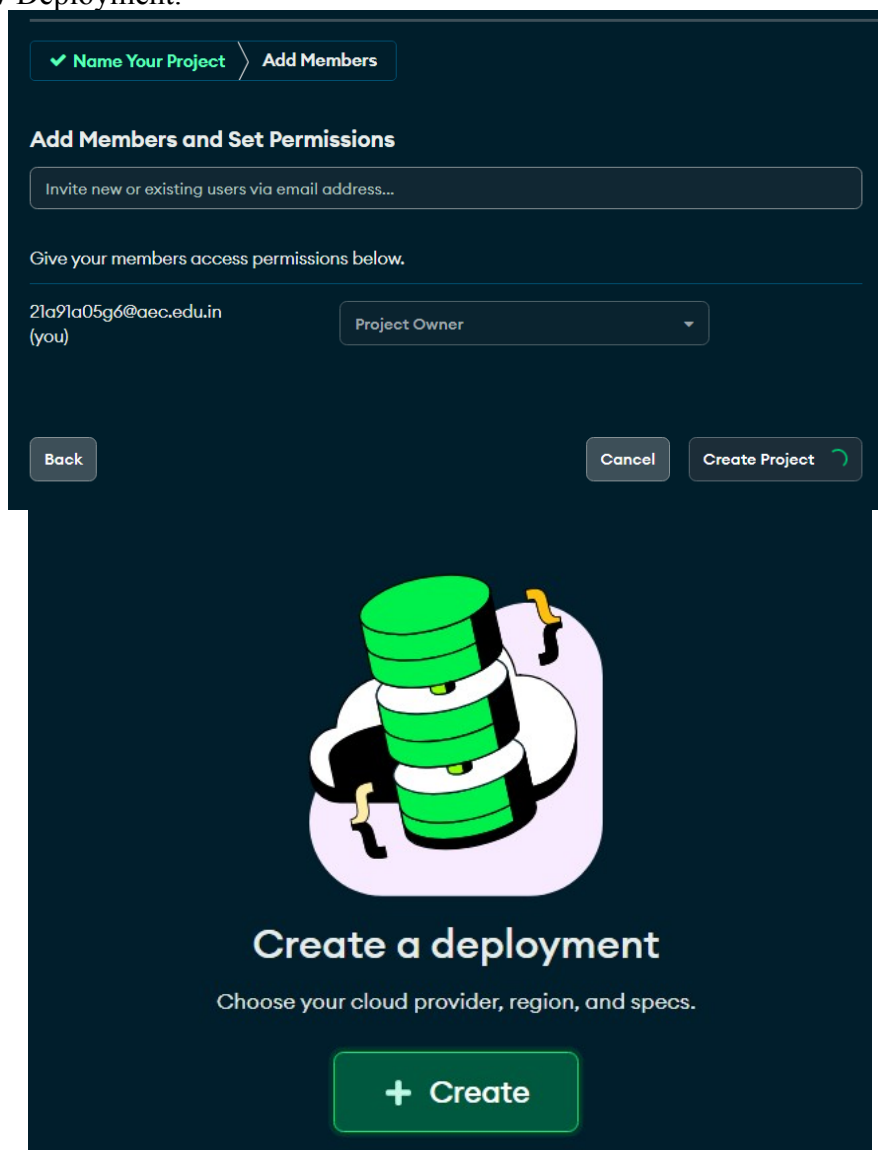 Deployment.
Name Your Project
Add Members
Add Members and Set Permissions
Invite new or existing users via email address...
Give your members access permissions below.
21a91a05g6@aec.edu.in
(you)
Project Owner
Back
Cancel
Create Project
Create a deployment
Choose your cloud provider, region, and specs.
+ Create